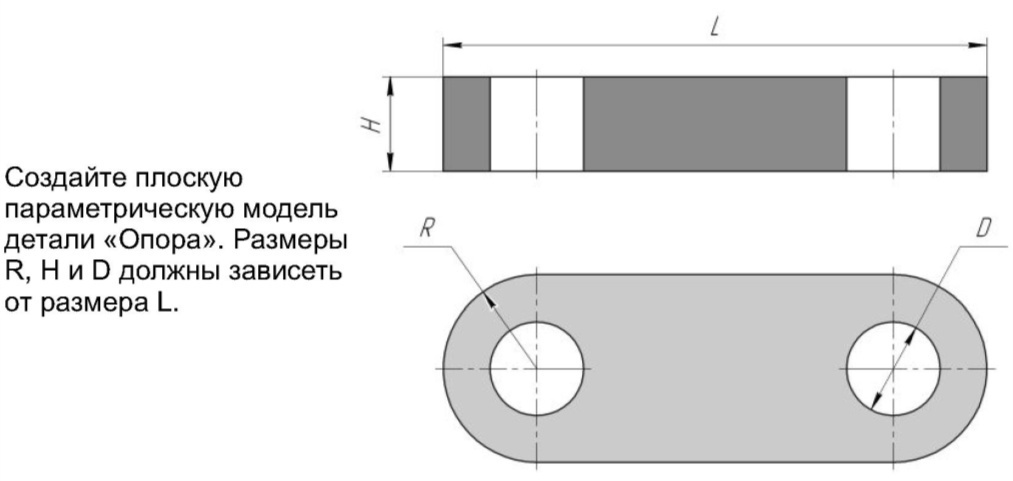 L
H
Создайте плоскую
параметрическую модель
детали «Опора». Размеры
R, H и D должны зависеть
от размера L.
R
D